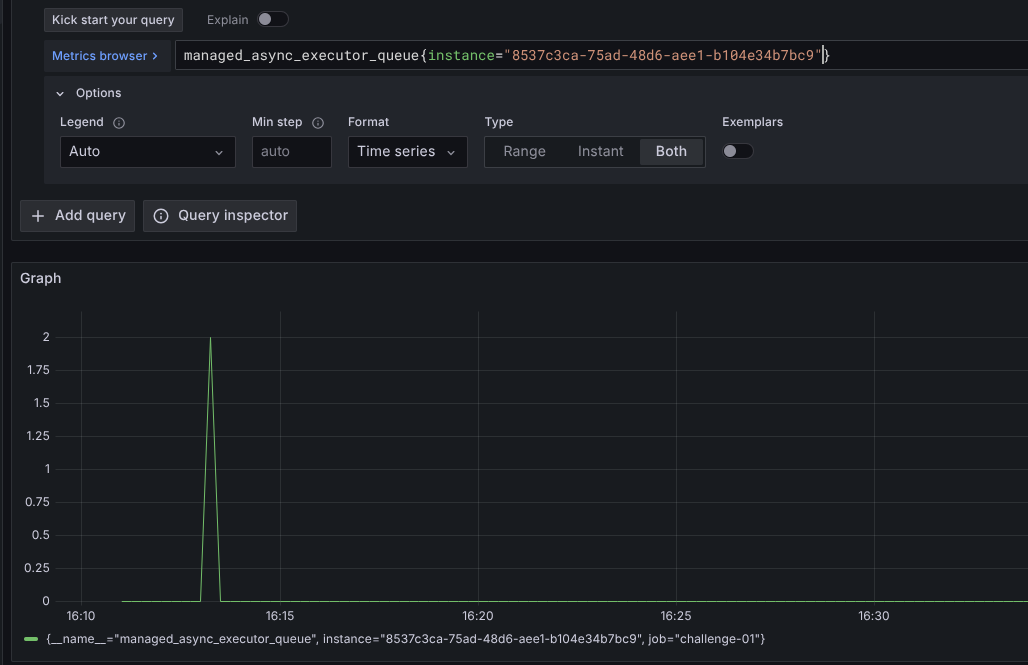 Kick start your query Explain
Metrics browser > managed_async_executor_queue{instance="8537c3ca-75ad-48d6-aee1-b104e34b7bc9"}
Options
Legend Min step Format Type Exemplars
Auto auto Time series Range Instant Both
+ Add query Query inspector
Graph
2
1.75
1.5
1.25
1
0.75
0.5
0.25
0
16:10 16:15 16:20 16:25 16:30
{__name__="managed_async_executor_queue", instance="8537c3ca-75ad-48d6-aee1-b104e34b7bc9", job="challenge-01"}